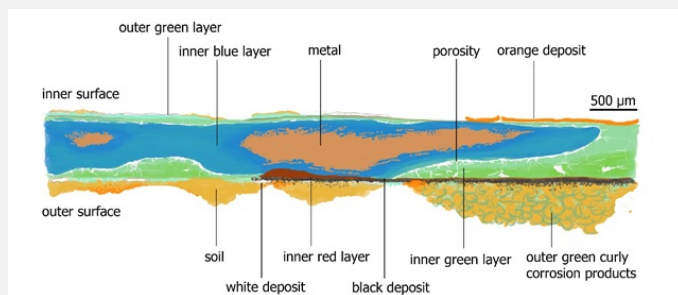 outer green layer
inner blue layer
metal
porosity
orange deposit
inner surface
500 µm
outer surface
soil
inner red layer
inner green layer
outer green curly
corrosion products
white deposit
black deposit